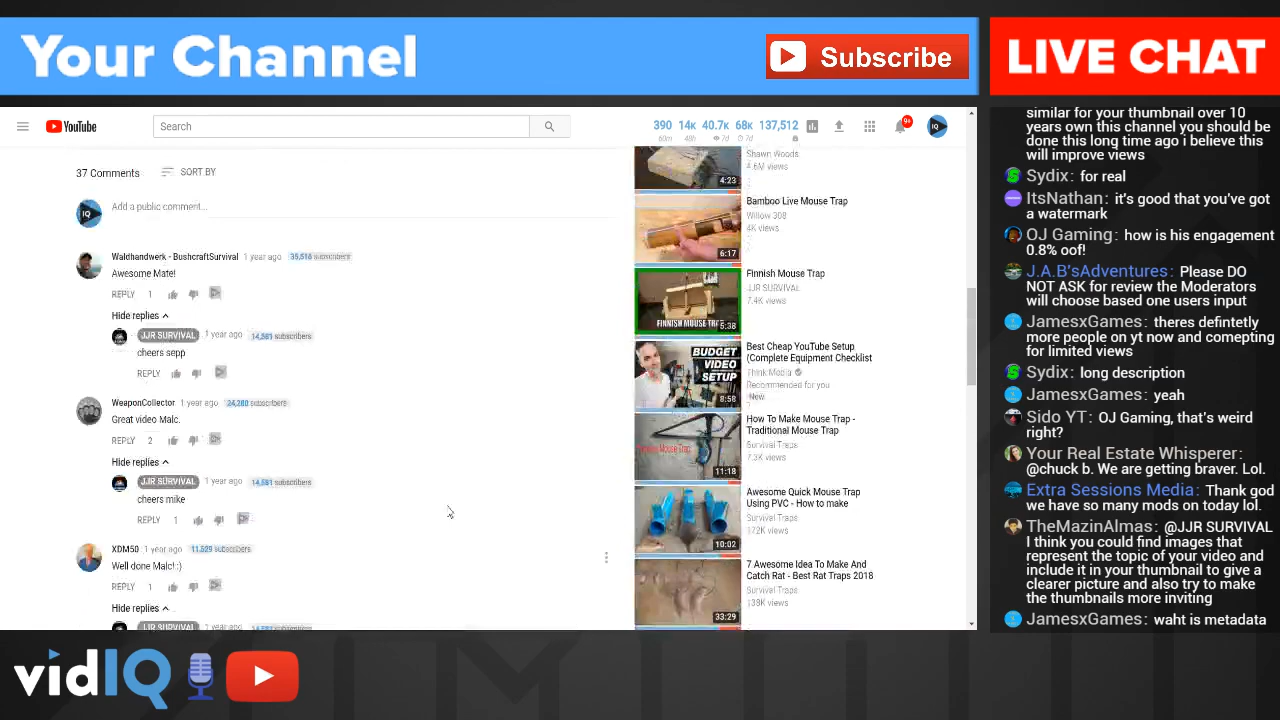 Your Channel
Subscribe
LIVE CHAT
YouTube
Search
390 14k 40.7k 68k 137,512
60m 48h 7d 7d
9+
IQ
37 Comments
SORT BY
IQ
Add a public comment...
Waldhandwerk - BushcraftSurvival 1 year ago 35,516 subscribers
Awesome Mate!
REPLY 1
Hide replies
JJR SURVIVAL 1 year ago 14,581 subscribers
cheers sepp
REPLY
WeaponCollector 1 year ago 24,280 subscribers
Great video Malc.
REPLY 2
Hide replies
JJR SURVIVAL 1 year ago 14,581 subscribers
cheers mike
REPLY 1
XDM50 1 year ago 11,529 subscribers
Well done Malc! :)
REPLY 1
Hide replies
JJR SURVIVAL 1 year ago 14,581 subscribers
Shawn Woods
4.6M views
4:23
Bamboo Live Mouse Trap
Willow 308
4K views
6:17
Finnish Mouse Trap
JJR SURVIVAL
7.4K views
FINNISH MOUSE TRAP
5:38
Best Cheap YouTube Setup
(Complete Equipment Checklist
Think Media
Recommended for you
New
BUDGET
VIDEO
SETUP
8:58
How To Make Mouse Trap -
Traditional Mouse Trap
Survival Traps
7.3K views
11:18
Awesome Quick Mouse Trap
Using PVC - How to make
Survival Traps
172K views
10:02
7 Awesome Idea To Make And
Catch Rat - Best Rat Traps 2018
Survival Traps
139K views
33:29
similar for your thumbnail over 10
years own this channel you should be
done this long time ago i believe this
will improve views
Sydix: for real
ItsNathan: it's good that you've got
a watermark
OJ Gaming: how is his engagement
0.8% oof!
J.A.B'sAdventures: Please DO
NOT ASK for review the Moderators
will choose based one users input
JamesxGames: theres defintetly
more people on yt now and comepting
for limited views
Sydix: long description
JamesxGames: yeah
Sido YT: OJ Gaming, that's weird
right?
Your Real Estate Whisperer:
@chuck b. We are getting braver. Lol.
Extra Sessions Media: Thank god
we have so many mods on today lol.
TheMazinAlmas: @JJR SURVIVAL
I think you could find images that
represent the topic of your video and
include it in your thumbnail to give a
clearer picture and also try to make
the thumbnails more inviting
JamesxGames: waht is metadata
vidIQ